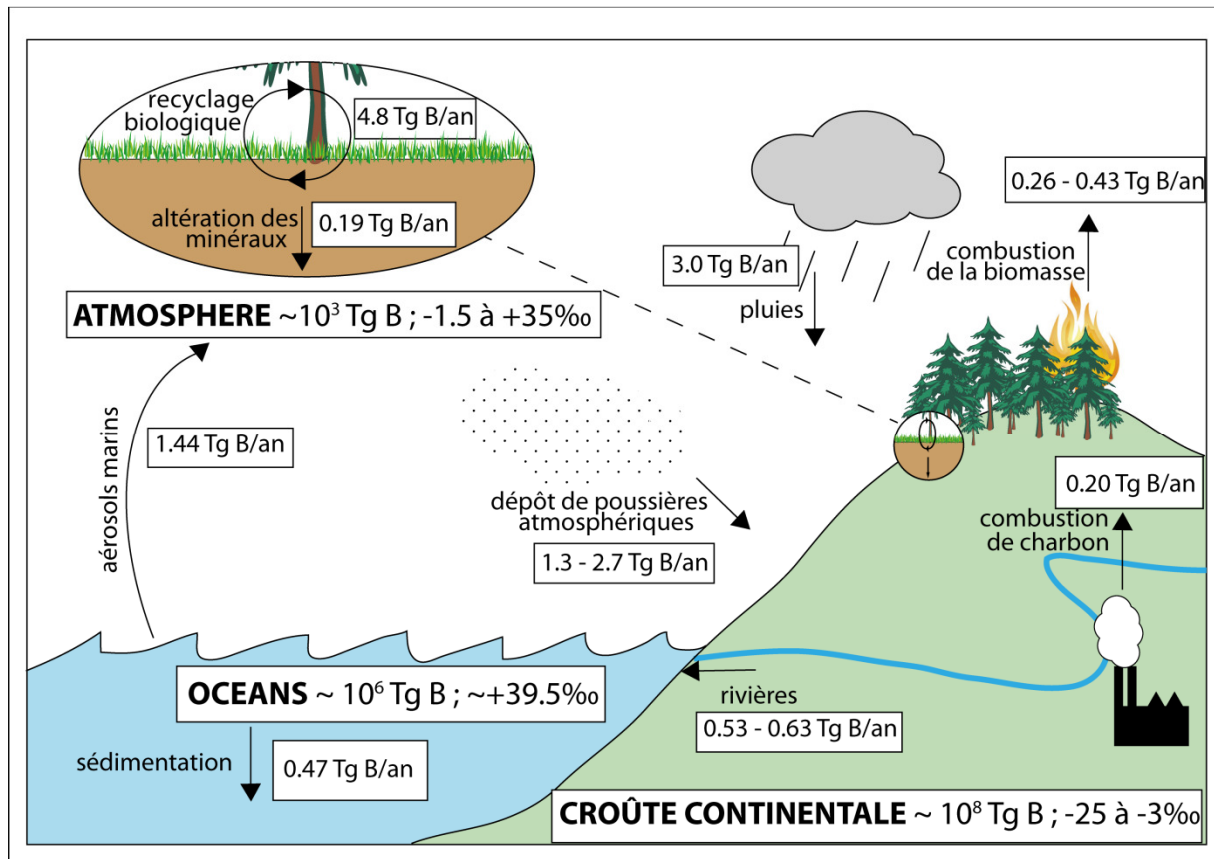 recyclage
biologique
4.8 Tg B/an
altération des
minéraux
0.19 Tg B/an
ATMOSPHERE ~10³ Tg B ; -1.5 à +35‰
aérosols marins
1.44 Tg B/an
3.0 Tg B/an
pluies
0.26 - 0.43 Tg B/an
combustion
de la biomasse
dépôt de poussières
atmosphériques
1.3 - 2.7 Tg B/an
0.20 Tg B/an
combustion
de charbon
OCEANS ~ 10⁶ Tg B ; ~+39.5‰
rivières
0.53 - 0.63 Tg B/an
sédimentation
0.47 Tg B/an
CROÛTE CONTINENTALE ~ 10⁸ Tg B ; -25 à -3‰